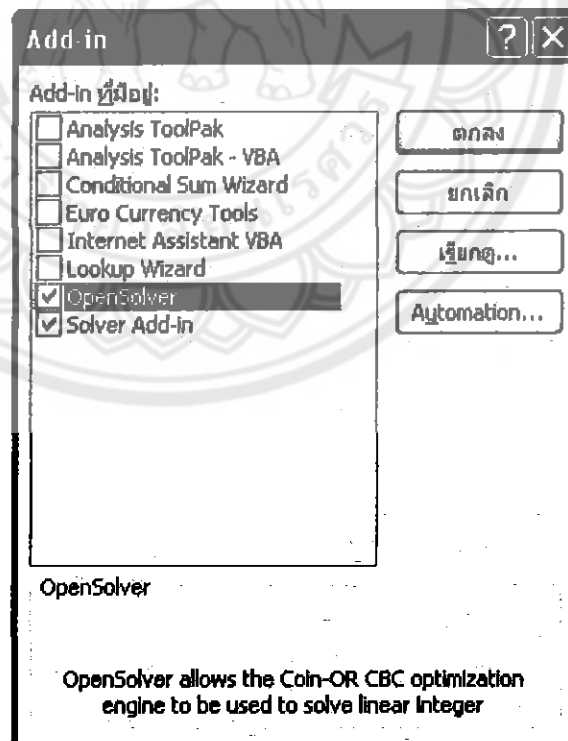 Add-in
Add-in ที่มีอยู่:
Analysis ToolPak
Analysis ToolPak - VBA
Conditional Sum Wizard
Euro Currency Tools
Internet Assistant VBA
Lookup Wizard
OpenSolver
Solver Add-in
ตกลง
ยกเลิก
เรียกดู...
Automation...
OpenSolver
OpenSolver allows the Coin-OR CBC optimization
engine to be used to solve linear integer